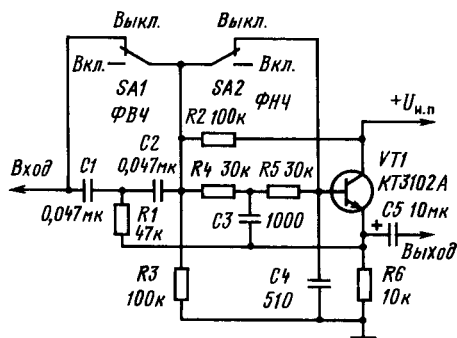 Выкл.
Выкл.
Вкл.
Вкл.
SA1
ФВЧ
SA2
ФНЧ
+Uи.п
R2 100к
Вход
C1
0,047мк
C2
0,047мк
R4
30к
R5 30к
VT1
КТ3102А
R1
47к
C3
1000
C5 10мк
+
Выход
R3
100к
C4
510
R6
10к